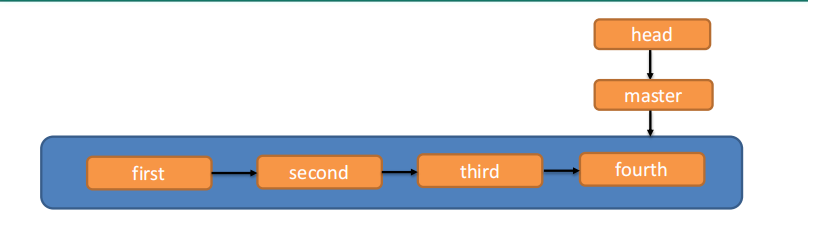 head
master
first
second
third
fourth